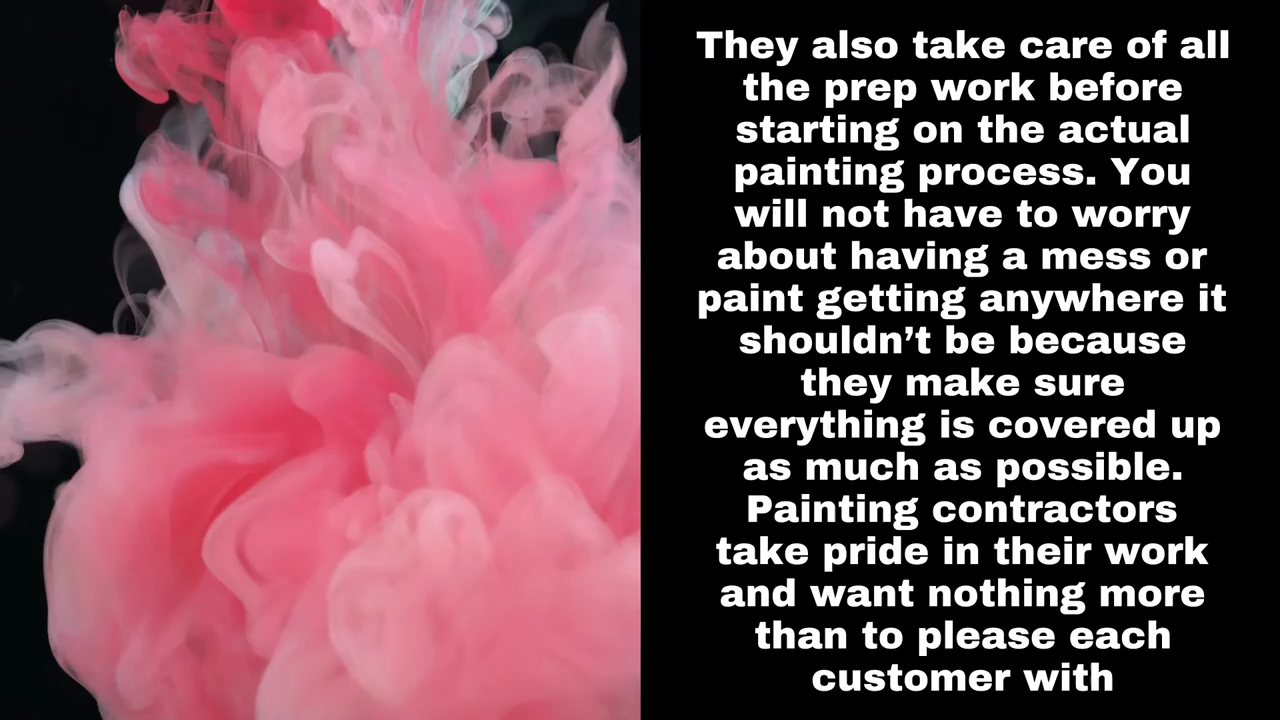 They also take care of all
the prep work before
starting on the actual
painting process. You
will not have to worry
about having a mess or
paint getting anywhere it
shouldn’t be because
they make sure
everything is covered up
as much as possible.
Painting contractors
take pride in their work
and want nothing more
than to please each
customer with